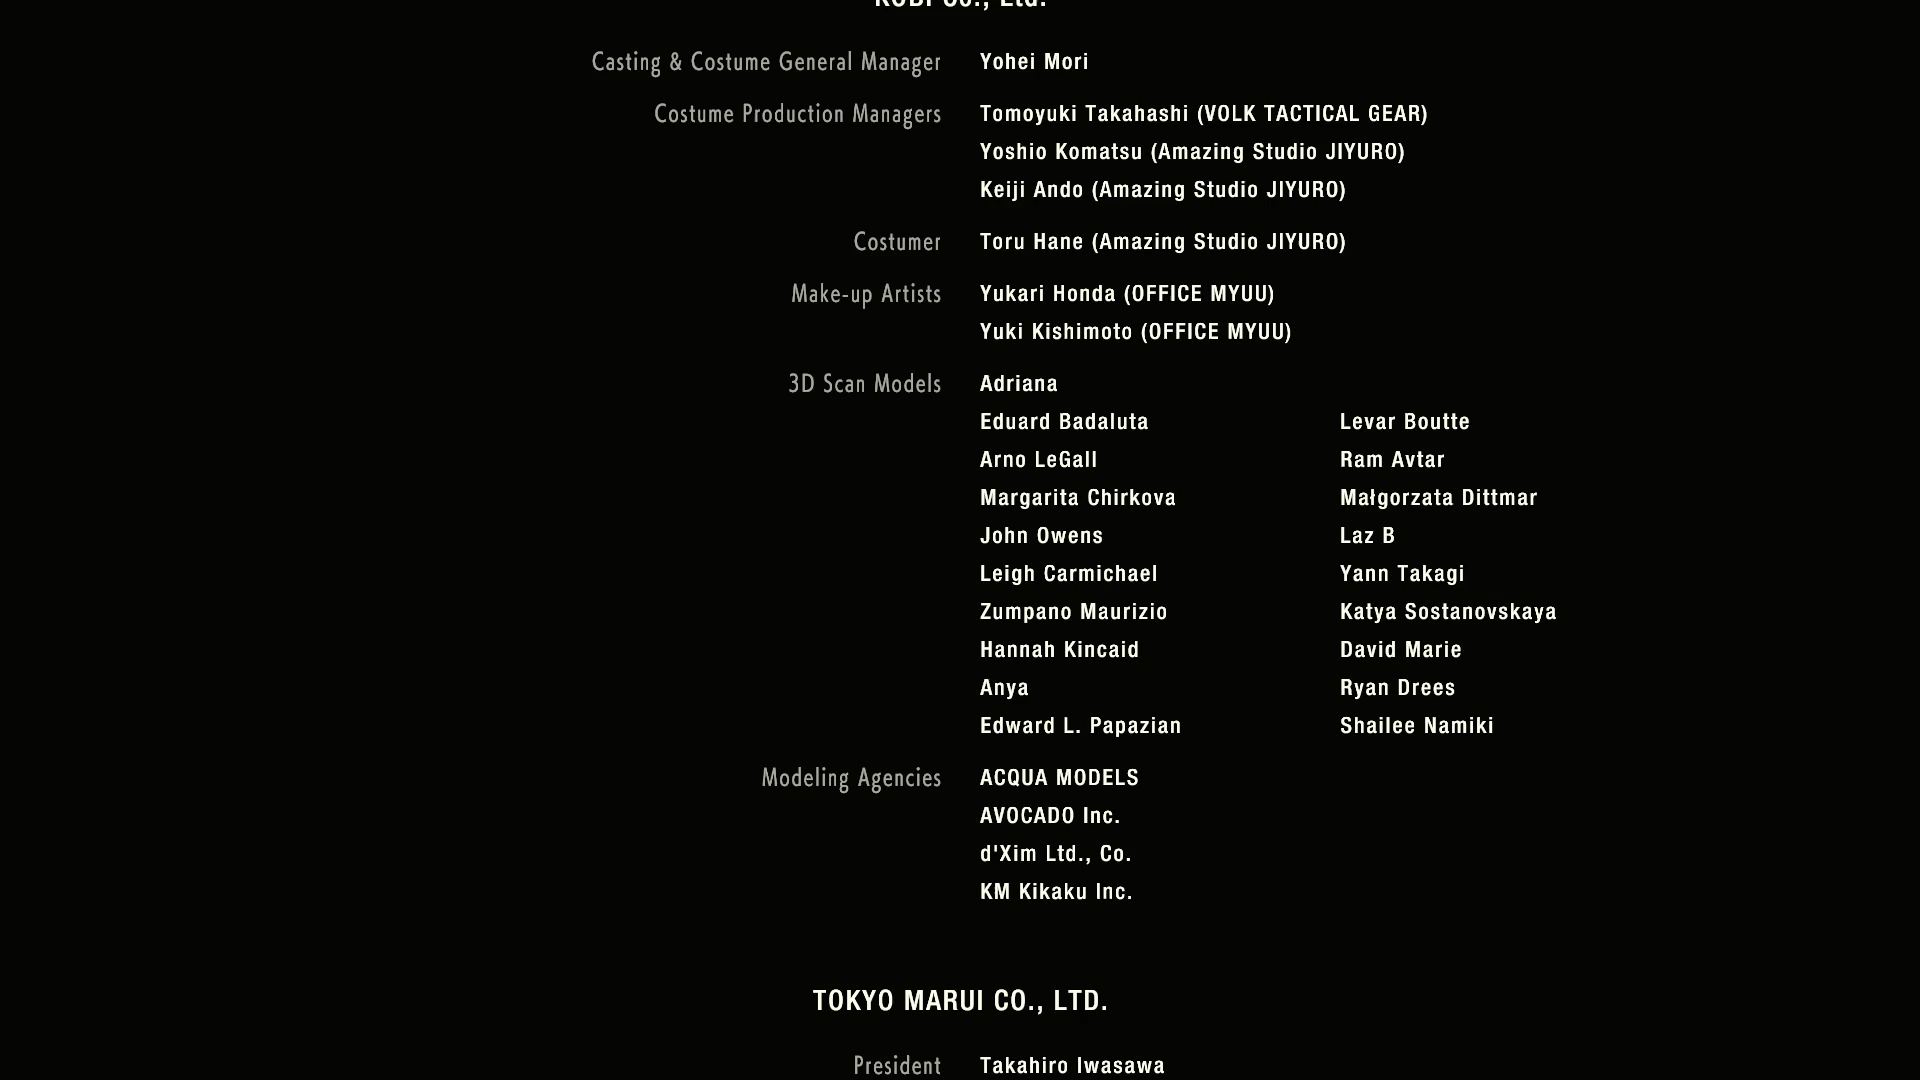 Co., Ltd.
Casting & Costume General Manager Yohei Mori
Costume Production Managers Tomoyuki Takahashi (VOLK TACTICAL GEAR)
Yoshio Komatsu (Amazing Studio JIYURO)
Keiji Ando (Amazing Studio JIYURO)
Costumer Toru Hane (Amazing Studio JIYURO)
Make-up Artists Yukari Honda (OFFICE MYUU)
Yuki Kishimoto (OFFICE MYUU)
3D Scan Models Adriana
Eduard Badaluta Levar Boutte
Arno LeGall Ram Avtar
Margarita Chirkova Małgorzata Dittmar
John Owens Laz B
Leigh Carmichael Yann Takagi
Zumpano Maurizio Katya Sostanovskaya
Hannah Kincaid David Marie
Anya Ryan Drees
Edward L. Papazian Shailee Namiki
Modeling Agencies ACQUA MODELS
AVOCADO Inc.
d'Xim Ltd., Co.
KM Kikaku Inc.
TOKYO MARUI CO., LTD.
President Takahiro Iwasawa